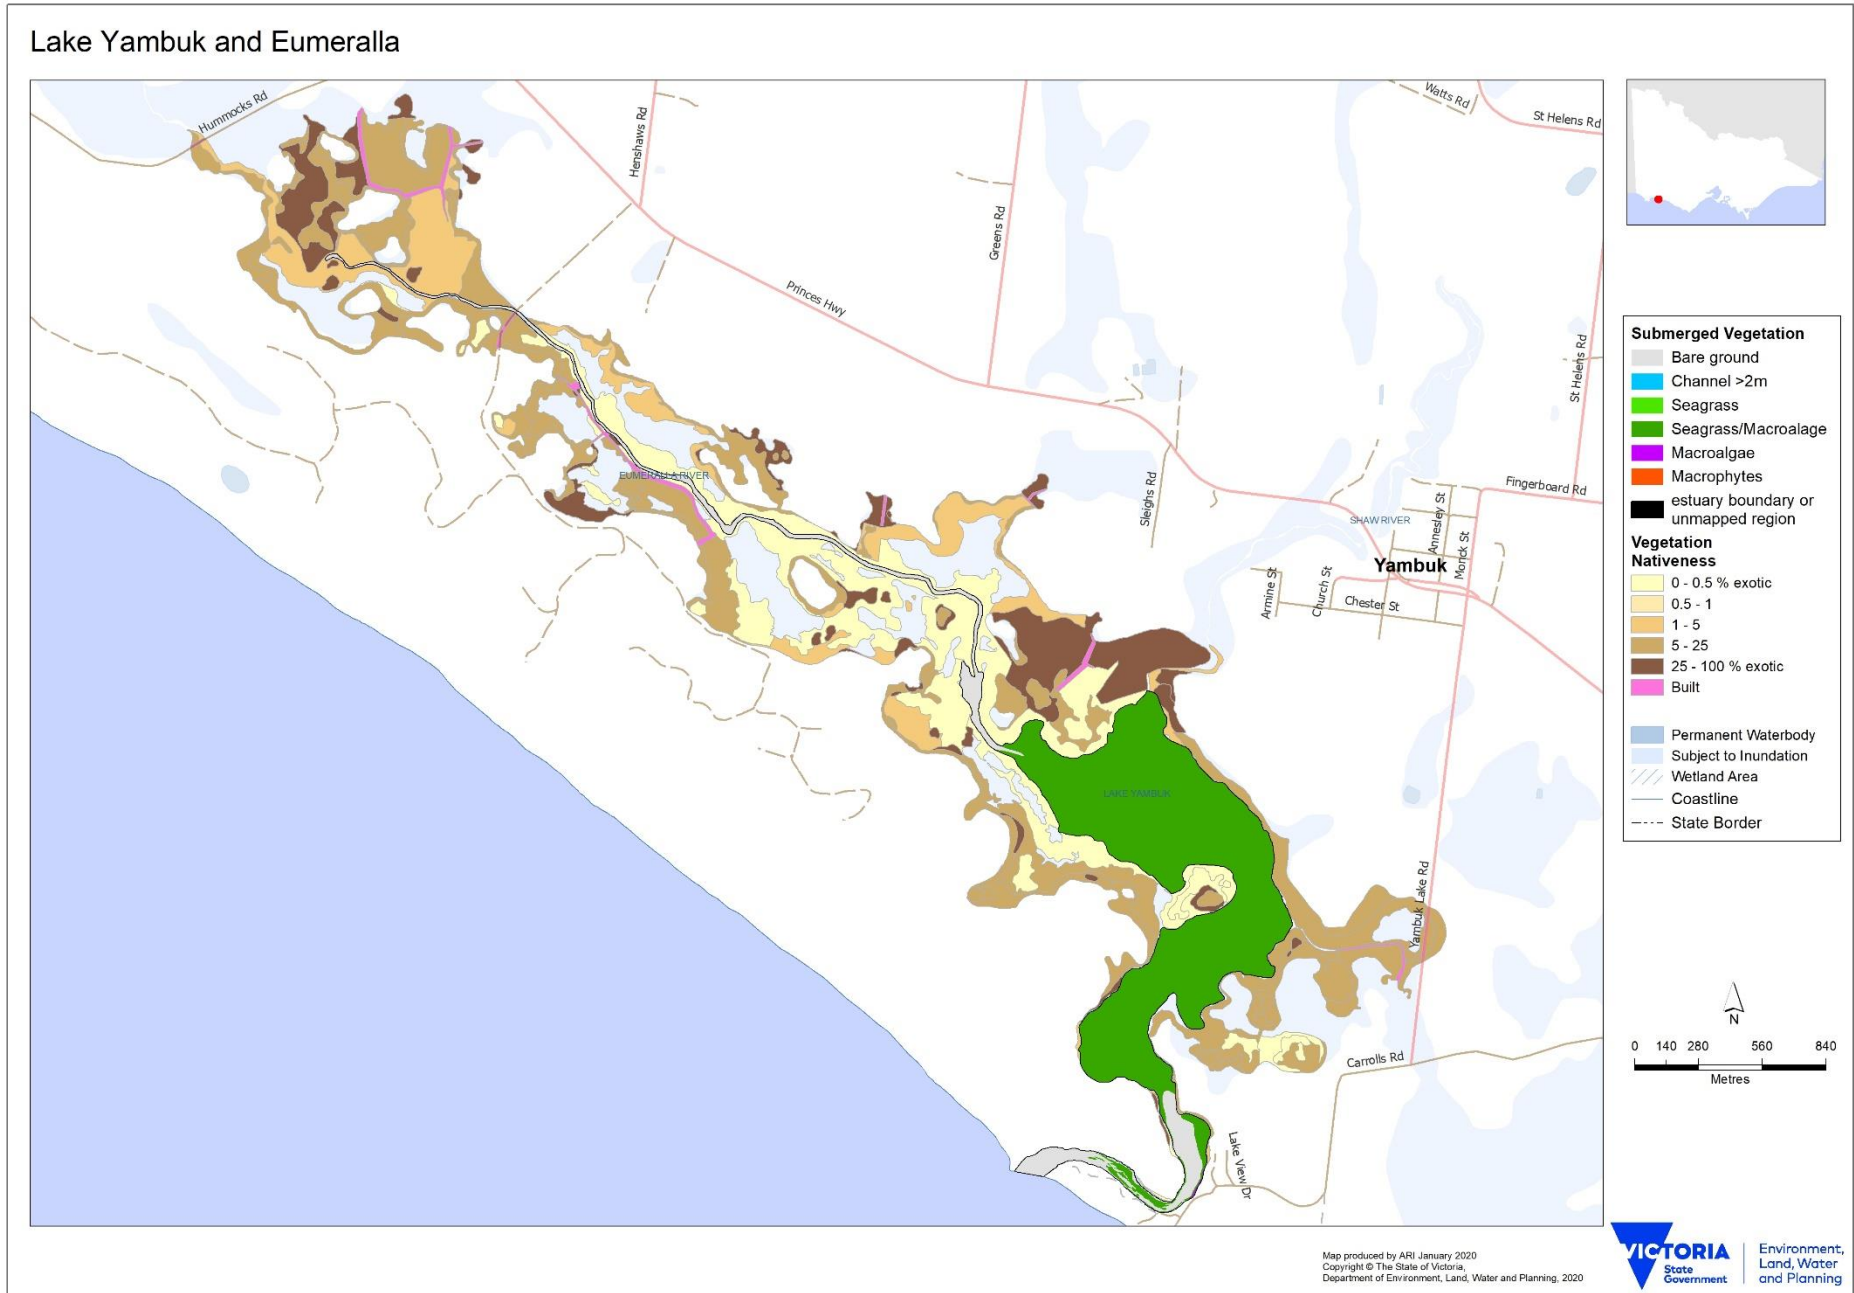 Lake Yambuk and Eumeralla
Hummocks Rd
Henshaws Rd
Watts Rd
St Helens Rd
Greens Rd
Princes Hwy
St Helens Rd
EUMERALLA RIVER
Sleighs Rd
Fingerboard Rd
SHAW RIVER
Annesley St
Monck St
Yambuk
Armine St
Church St
Chester St
LAKE YAMBUK
Yambuk Lake Rd
Carrolls Rd
Lake View Dr
Submerged Vegetation
Bare ground
Channel >2m
Seagrass
Seagrass/Macroalage
Macroalgae
Macrophytes
estuary boundary or
unmapped region
Vegetation
Nativeness
0 - 0.5 % exotic
0.5 - 1
1 - 5
5 - 25
25 - 100 % exotic
Built
Permanent Waterbody
Subject to Inundation
Wetland Area
Coastline
State Border
N
0 140 280 560 840
Metres
Map produced by ARI January 2020
Copyright © The State of Victoria,
Department of Environment, Land, Water and Planning, 2020
VICTORIA
State
Government
Environment,
Land, Water
and Planning